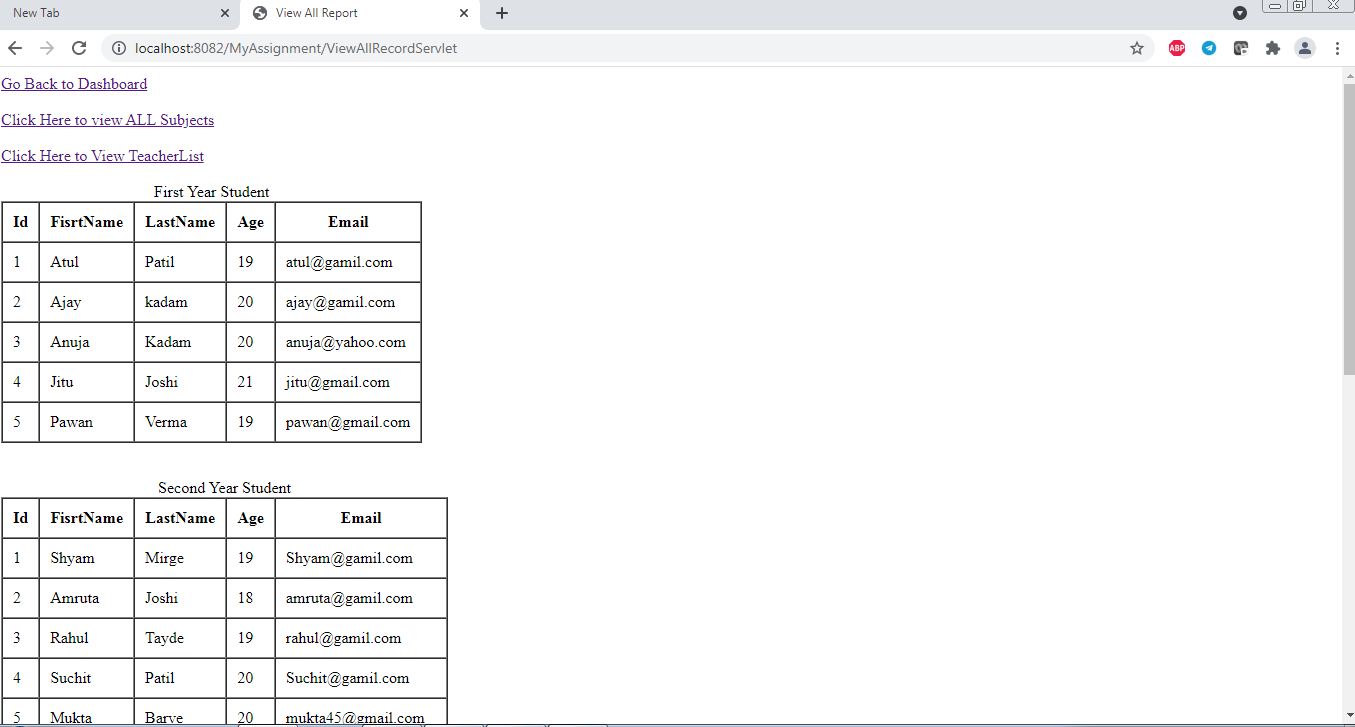 New Tab
View All Report
localhost:8082/MyAssignment/ViewAllRecordServlet
ABP
Go Back to Dashboard
Click Here to view ALL Subjects
Click Here to View TeacherList
First Year Student
Id FisrtName LastName Age Email
1 Atul Patil 19 atul@gamil.com
2 Ajay kadam 20 ajay@gamil.com
3 Anuja Kadam 20 anuja@yahoo.com
4 Jitu Joshi 21 jitu@gmail.com
5 Pawan Verma 19 pawan@gmail.com
Second Year Student
Id FisrtName LastName Age Email
1 Shyam Mirge 19 Shyam@gamil.com
2 Amruta Joshi 18 amruta@gamil.com
3 Rahul Tayde 19 rahul@gamil.com
4 Suchit Patil 20 Suchit@gamil.com
5 Mukta Barve 20 mukta45@gmail.com